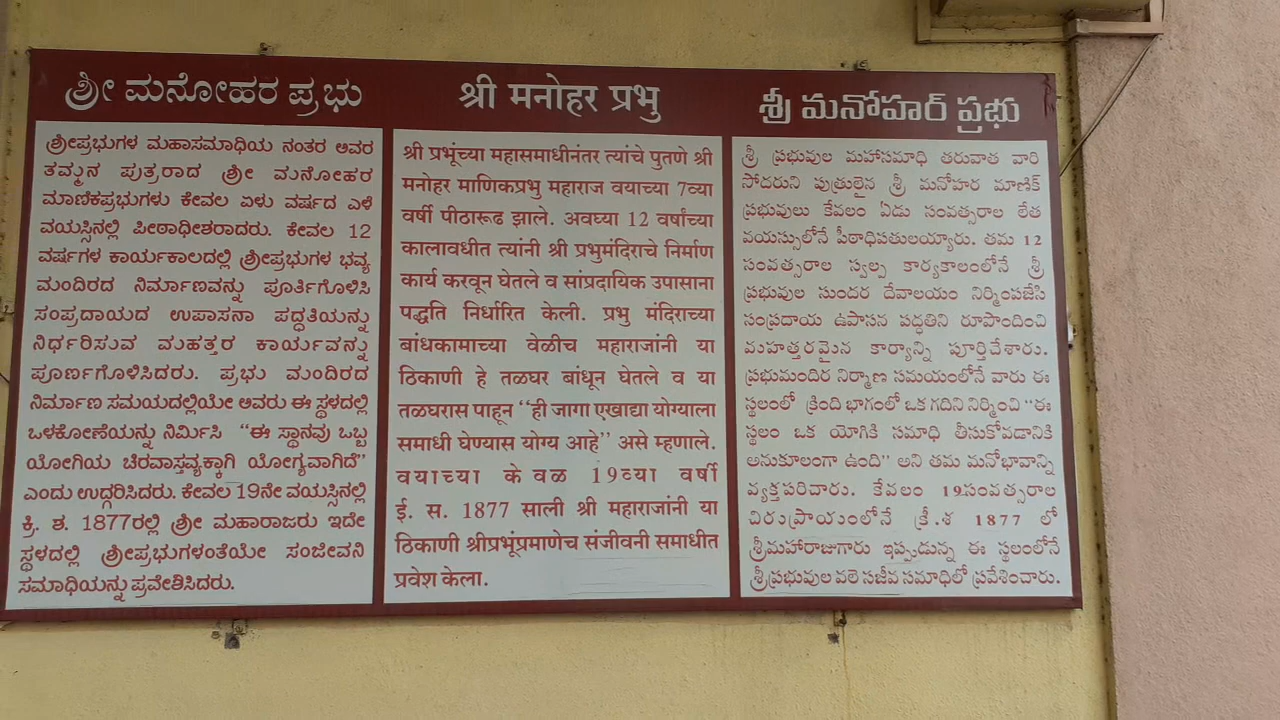 ಶ್ರೀ ಮನೋಹರ ಪ್ರಭು
ಶ್ರೀಪ್ರಭುಗಳ ಮಹಾಸಮಾಧಿಯ ನಂತರ ಅವರ
ತಮ್ಮನ ಪುತ್ರರಾದ ಶ್ರೀ ಮನೋಹರ
ಮಾಣಿಕಪ್ರಭುಗಳು ಕೇವಲ ಏಳು ವರ್ಷದ ಎಳೆ
ವಯಸ್ಸಿನಲ್ಲಿ ಪೀಠಾಧೀಶರಾದರು. ಕೇವಲ 12
ವರ್ಷಗಳ ಕಾರ್ಯಕಾಲದಲ್ಲಿ ಶ್ರೀಪ್ರಭುಗಳ ಭವ್ಯ
ಮಂದಿರದ ನಿರ್ಮಾಣವನ್ನು ಪೂರ್ತಿಗೊಳಿಸಿ
ಸಂಪ್ರದಾಯದ ಉಪಾಸನಾ ಪದ್ಧತಿಯನ್ನು
ನಿರ್ಧರಿಸುವ ಮಹತ್ತರ ಕಾರ್ಯವನ್ನು
ಪೂರ್ಣಗೊಳಿಸಿದರು. ಪ್ರಭು ಮಂದಿರದ
ನಿರ್ಮಾಣ ಸಮಯದಲ್ಲಿಯೇ ಅವರು ಈ ಸ್ಥಳದಲ್ಲಿ
ಒಳಕೋಣೆಯನ್ನು ನಿರ್ಮಿಸಿ “ಈ ಸ್ಥಾನವು ಒಬ್ಬ
ಯೋಗಿಯ ಚಿರವಾಸ್ತವ್ಯಕ್ಕಾಗಿ ಯೋಗ್ಯವಾಗಿದೆ”
ಎಂದು ಉದ್ಗರಿಸಿದರು. ಕೇವಲ 19ನೇ ವಯಸ್ಸಿನಲ್ಲಿ
ಕ್ರಿ. ಶ. 1877ರಲ್ಲಿ ಶ್ರೀ ಮಹಾರಾಜರು ಇದೇ
ಸ್ಥಳದಲ್ಲಿ ಶ್ರೀಪ್ರಭುಗಳಂತೆಯೇ ಸಂಜೀವನಿ
ಸಮಾಧಿಯನ್ನು ಪ್ರವೇಶಿಸಿದರು.
श्री मनोहर प्रभु
श्री प्रभूंच्या महासमाधीनंतर त्यांचे पुतणे श्री
मनोहर माणिकप्रभु महाराज वयाच्या 7व्या
वर्षी पीठारूढ झाले. अवघ्या 12 वर्षांच्या
कालावधीत त्यांनी श्री प्रभुमंदिराचे निर्माण
कार्य करवून घेतले व सांप्रदायिक उपासाना
पद्धति निर्धारित केली. प्रभु मंदिराच्या
बांधकामाच्या वेळीच महाराजांनी या
ठिकाणी हे तळघर बांधून घेतले व या
तळघरास पाहून “ही जागा एखाद्या योग्याला
समाधी घेण्यास योग्य आहे” असे म्हणाले.
वयाच्या के वळ 19व्या वर्षी
ई. स. 1877 साली श्री महाराजांनी या
ठिकाणी श्रीप्रभूंप्रमाणेच संजीवनी समाधीत
प्रवेश केला.
శ్రీ మనోహర్ ప్రభు
శ్రీ ప్రభువుల మహాసమాధి తరువాత వారి
సోదరుని పుత్రులైన శ్రీ మనోహర మాణిక్
ప్రభువులు కేవలం ఏడు సంవత్సరాల లేత
వయస్సులోనే పీఠాధిపతులయ్యారు. తమ 12
సంవత్సరాల స్వల్ప కార్యకాలంలోనే శ్రీ
ప్రభువుల సుందర దేవాలయం నిర్మింపజేసి
సంప్రదాయ ఉపాసన పద్ధతిని రూపొందించి
మహత్తరమైన కార్యాన్ని పూర్తిచేశారు.
ప్రభుమందిర నిర్మాణ సమయంలోనే వారు ఈ
స్థలంలో క్రింది భాగంలో ఒక గదిని నిర్మించి “ఈ
స్థలం ఒక యోగికి సమాధి తీసుకోవడానికి
అనుకూలంగా ఉంది” అని తమ మనోభావాన్ని
వ్యక్తపరిచారు. కేవలం 19సంవత్సరాల
చిరుప్రాయంలోనే క్రీ.శ 1877 లో
శ్రీమహారాజుగారు ఇప్పుడున్న ఈ స్థలంలోనే
శ్రీప్రభువుల వలె సజీవ సమాధిలో ప్రవేశించారు.